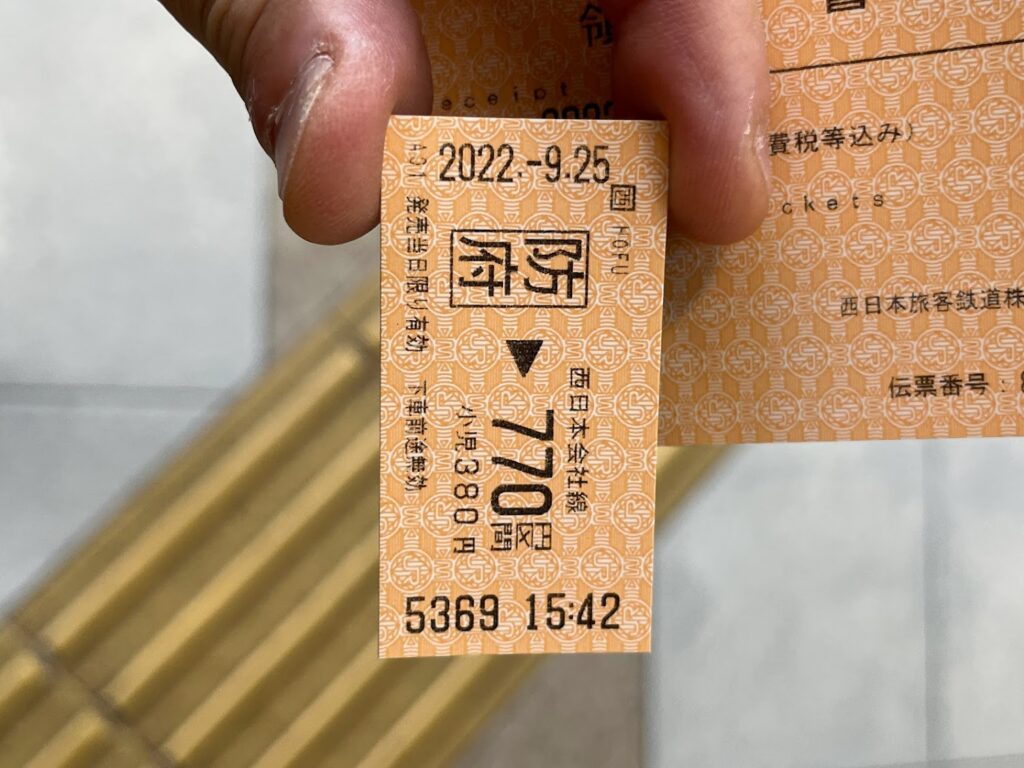 領
eceipt
費税等込み)
ckets
西日本旅客鉄道株
伝票番号:
2022.-9.25
西
HOFU
防府
▶
西日本会社線
770円区間
小児380円
発売当日限り有効 下車前途無効
5369 15:42